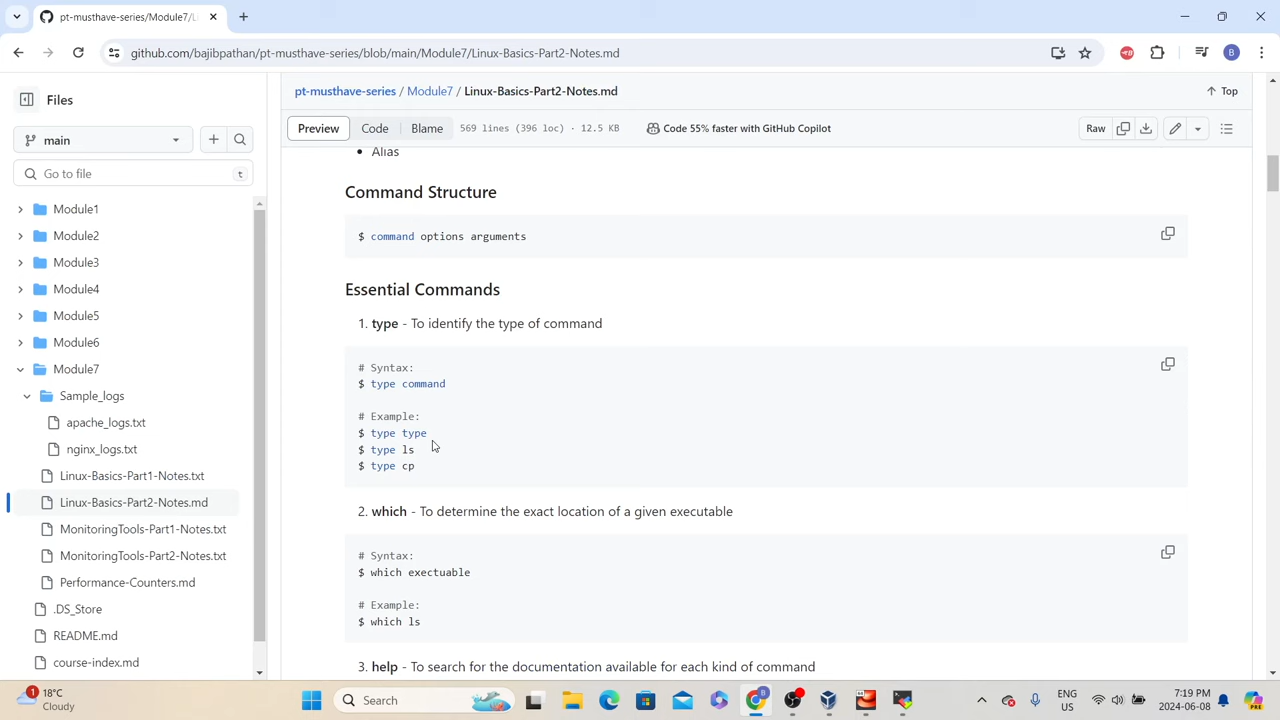 pt-musthave-series/Module7/Lin
github.com/bajibpathan/pt-musthave-series/blob/main/Module7/Linux-Basics-Part2-Notes.md
B
Files
main
Go to file
t
Module1
Module2
Module3
Module4
Module5
Module6
Module7
Sample_logs
apache_logs.txt
nginx_logs.txt
Linux-Basics-Part1-Notes.txt
Linux-Basics-Part2-Notes.md
MonitoringTools-Part1-Notes.txt
MonitoringTools-Part2-Notes.txt
Performance-Counters.md
.DS_Store
README.md
course-index.md
pt-musthave-series / Module7 / Linux-Basics-Part2-Notes.md
Top
Preview Code Blame 569 lines (396 loc) · 12.5 KB Code 55% faster with GitHub Copilot
Raw
• Alias
Command Structure
$ command options arguments
Essential Commands
1. type - To identify the type of command
# Syntax:
$ type command
# Example:
$ type type
$ type ls
$ type cp
2. which - To determine the exact location of a given executable
# Syntax:
$ which exectuable
# Example:
$ which ls
3. help - To search for the documentation available for each kind of command
1
18°C
Cloudy
Search
B
ENG
US
7:19 PM
2024-06-08
PRE